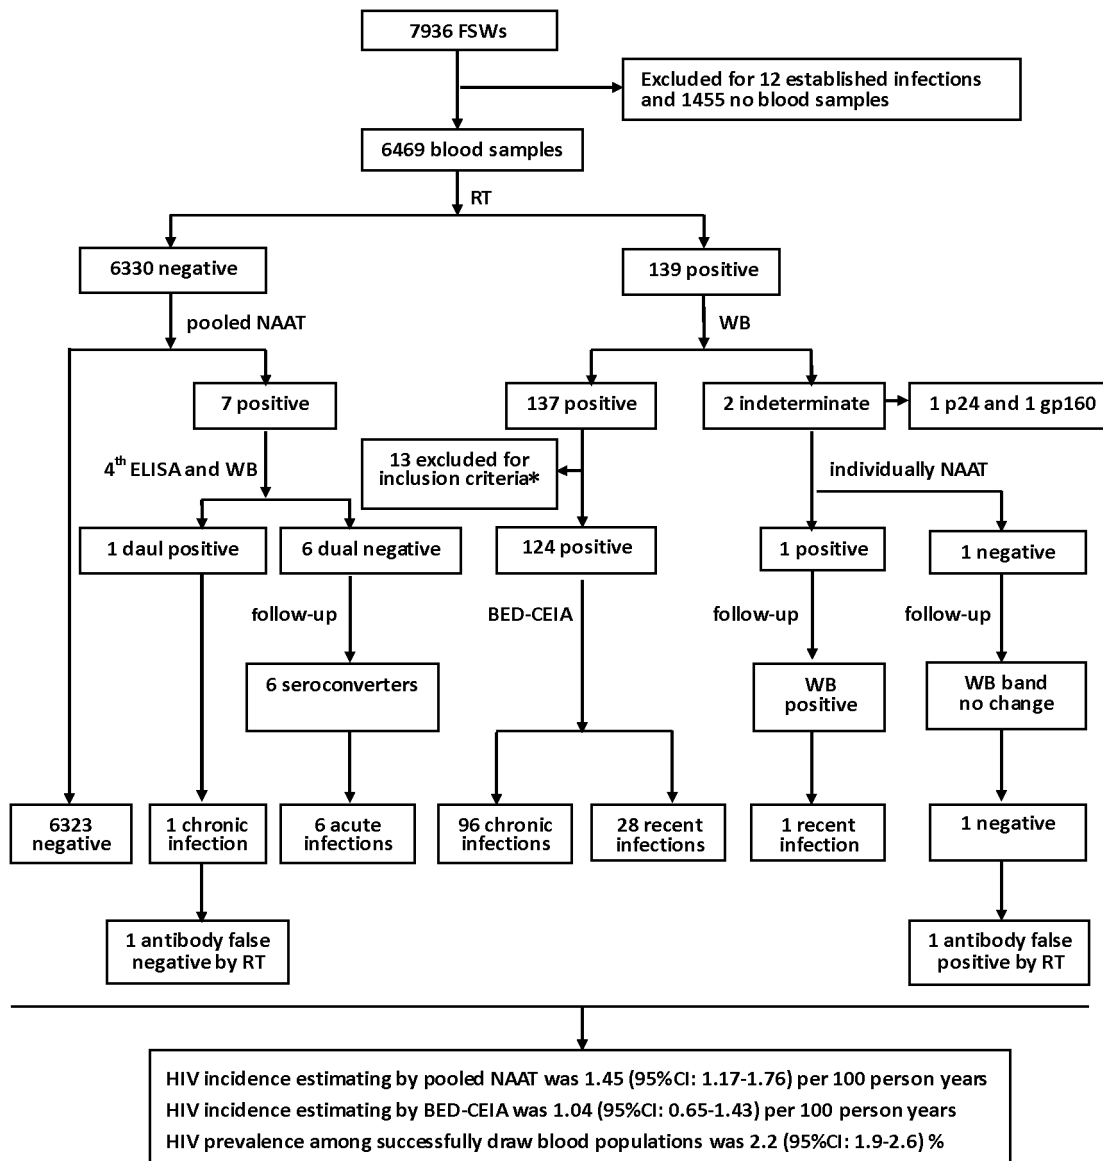 7936 FSWs
Excluded for 12 established infections
and 1455 no blood samples
6469 blood samples
RT
6330 negative
139 positive
pooled NAAT
WB
7 positive
137 positive
2 indeterminate
1 p24 and 1 gp160
4th ELISA and WB
13 excluded for
inclusion criteria*
individually NAAT
1 daul positive
6 dual negative
124 positive
1 positive
1 negative
follow-up
BED-CEIA
follow-up
follow-up
6 seroconverters
WB
positive
WB band
no change
6323
negative
1 chronic
infection
6 acute
infections
96 chronic
infections
28 recent
infections
1 recent
infection
1 negative
1 antibody false
negative by RT
1 antibody false
positive by RT
HIV incidence estimating by pooled NAAT was 1.45 (95%CI: 1.17-1.76) per 100 person years
HIV incidence estimating by BED-CEIA was 1.04 (95%CI: 0.65-1.43) per 100 person years
HIV prevalence among successfully draw blood populations was 2.2 (95%CI: 1.9-2.6) %